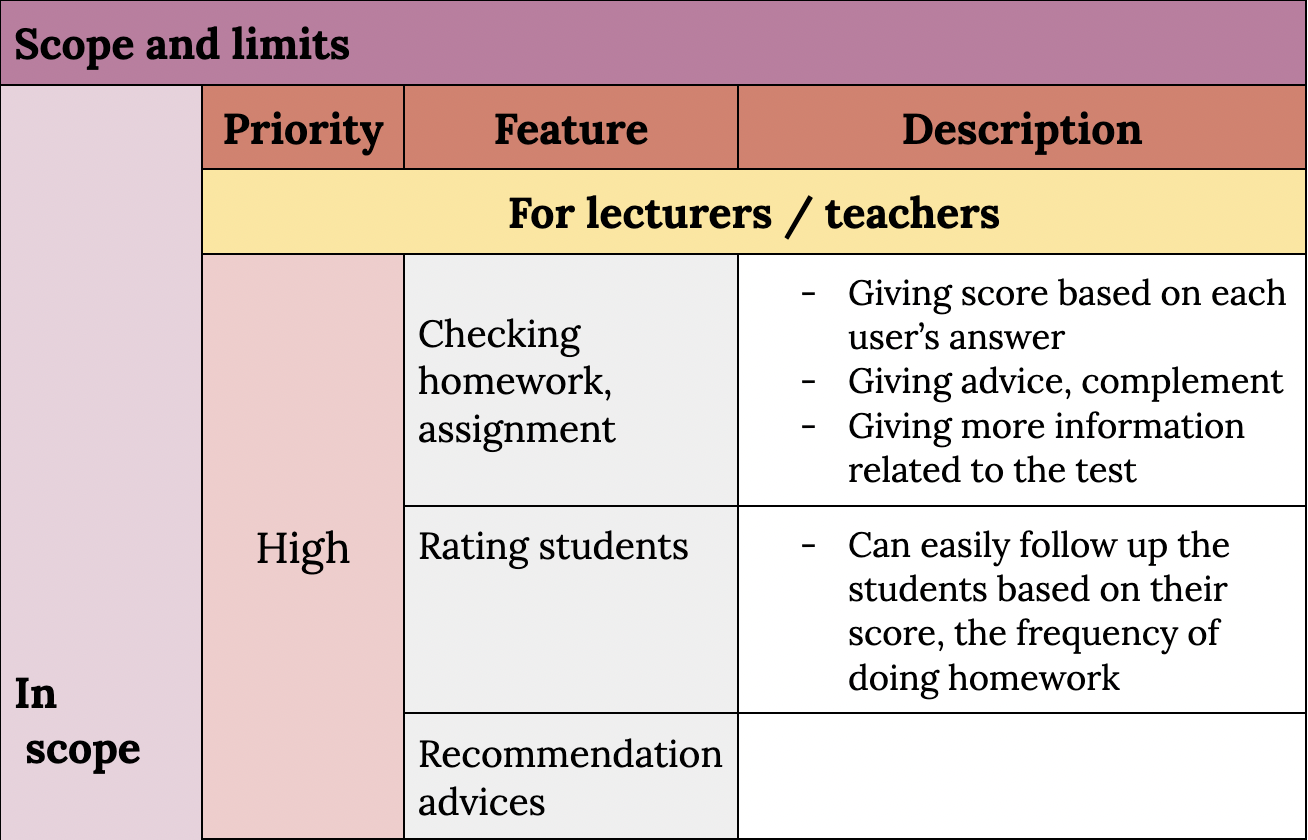 Scope and limits
Priority
Feature
Description
For lecturers / teachers
High
Checking
homework,
assignment
- Giving score based on each
user’s answer
- Giving advice, complement
- Giving more information
related to the test
Rating students
- Can easily follow up the
students based on their
score, the frequency of
doing homework
In
scope
Recommendation
advices